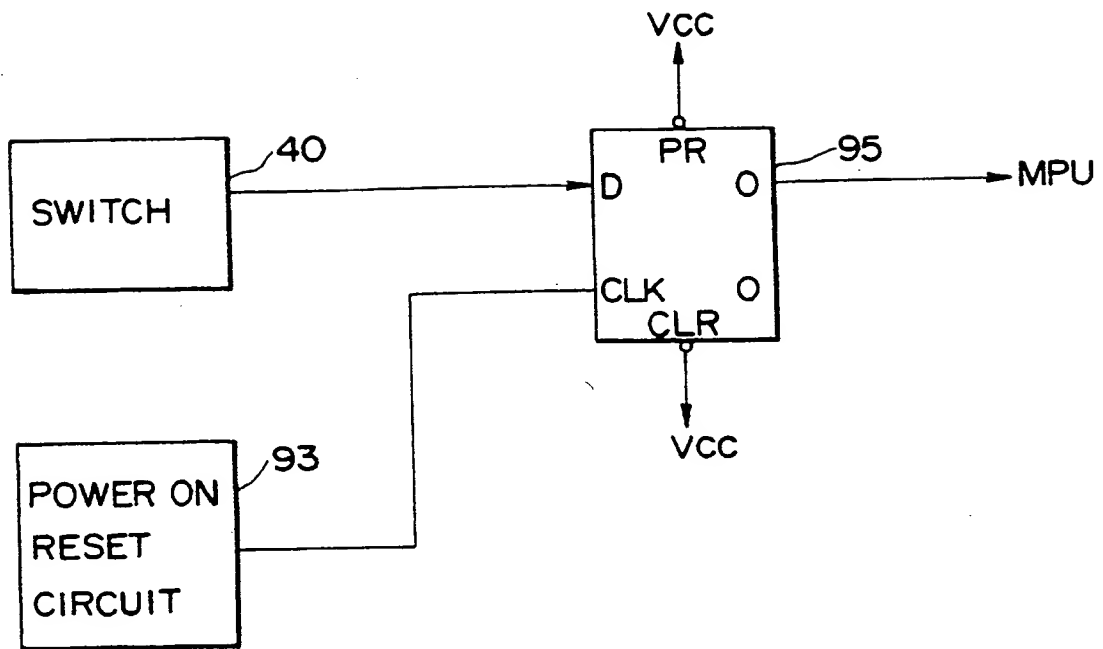 VCC
40
SWITCH
PR
95
D
O
MPU
CLK
O
CLR
VCC
93
POWER ON
RESET
CIRCUIT